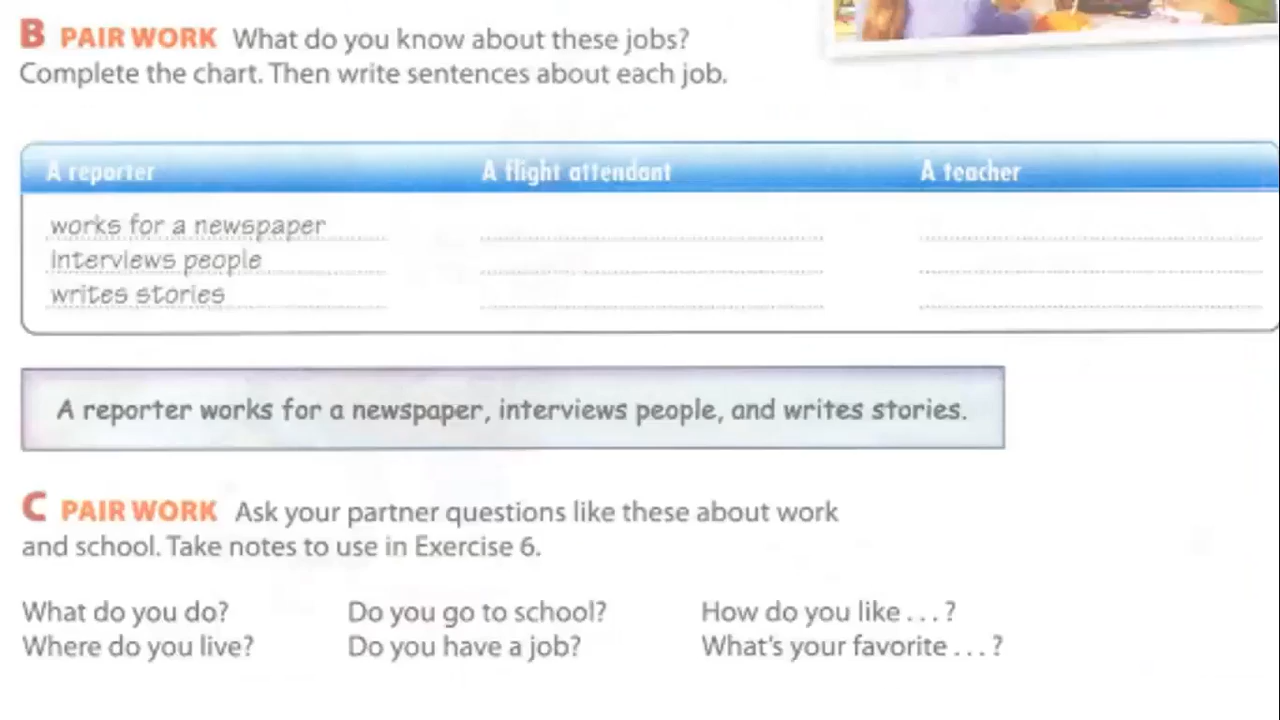 B PAIR WORK What do you know about these jobs?
Complete the chart. Then write sentences about each job.
A reporter A flight attendant A teacher
works for a newspaper
interviews people
writes stories
A reporter works for a newspaper, interviews people, and writes stories.
C PAIR WORK Ask your partner questions like these about work
and school. Take notes to use in Exercise 6.
What do you do? Do you go to school? How do you like . . . ?
Where do you live? Do you have a job? What's your favorite . . . ?